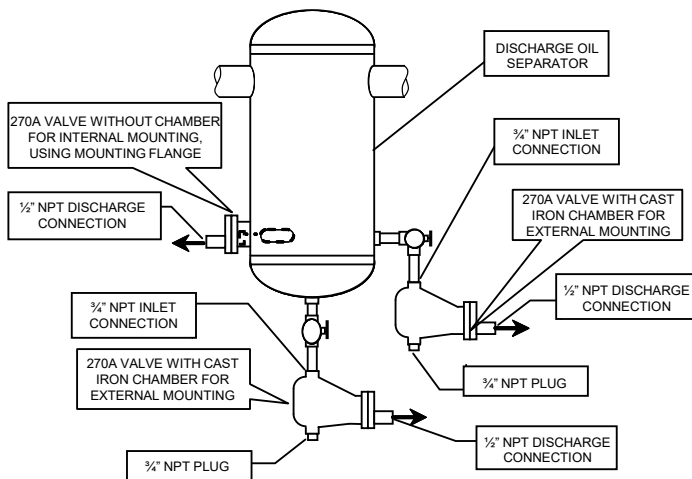 DISCHARGE OIL
SEPARATOR
270A VALVE WITHOUT CHAMBER
FOR INTERNAL MOUNTING,
USING MOUNTING FLANGE
¾” NPT INLET
CONNECTION
½” NPT DISCHARGE
CONNECTION
270A VALVE WITH CAST
IRON CHAMBER FOR
EXTERNAL MOUNTING
½” NPT DISCHARGE
CONNECTION
¾” NPT INLET
CONNECTION
270A VALVE WITH CAST
IRON CHAMBER FOR
EXTERNAL MOUNTING
¾” NPT PLUG
½” NPT DISCHARGE
CONNECTION
¾” NPT PLUG